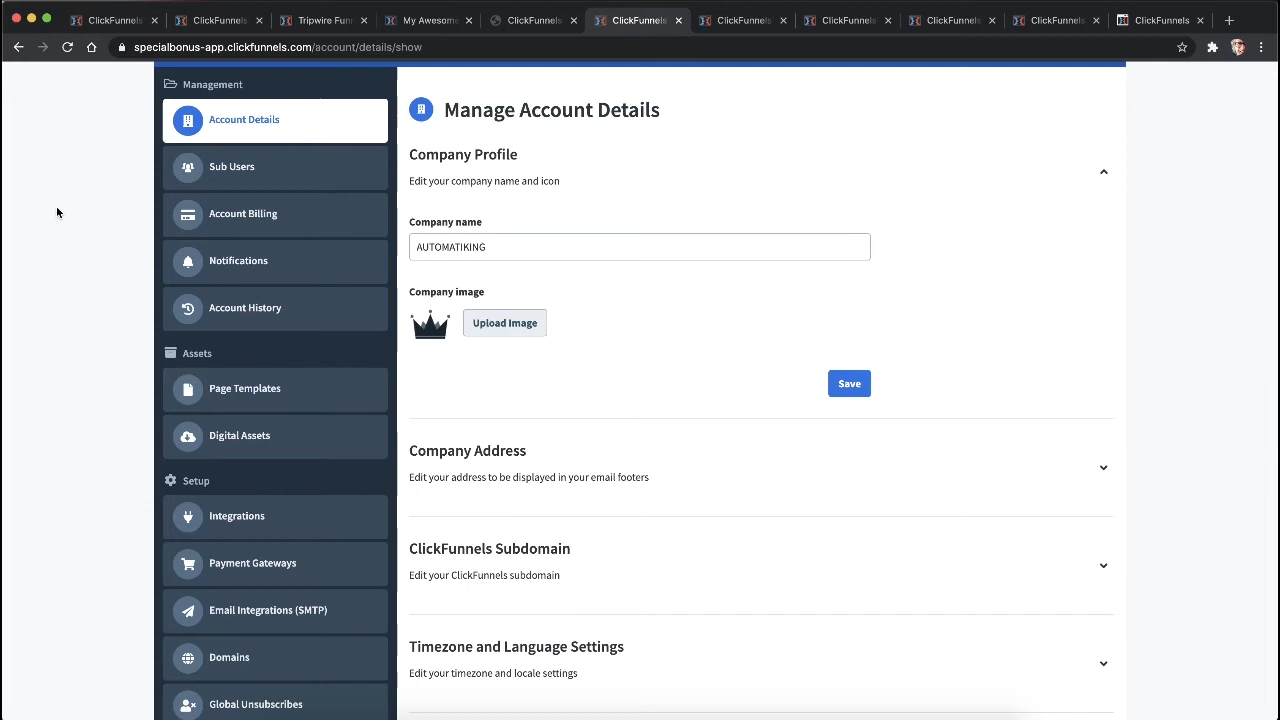 ClickFunnels
ClickFunnels
Tripwire Funn
My Awesome
ClickFunnels
ClickFunnels
ClickFunnels
ClickFunnels
ClickFunnels
ClickFunnels
ClickFunnels
specialbonus-app.clickfunnels.com/account/details/show
Management
Account Details
Sub Users
Account Billing
Notifications
Account History
Assets
Page Templates
Digital Assets
Setup
Integrations
Payment Gateways
Email Integrations (SMTP)
Domains
Global Unsubscribes
Manage Account Details
Company Profile
Edit your company name and icon
Company name
AUTOMATIKING
Company image
Upload Image
Save
Company Address
Edit your address to be displayed in your email footers
ClickFunnels Subdomain
Edit your ClickFunnels subdomain
Timezone and Language Settings
Edit your timezone and locale settings